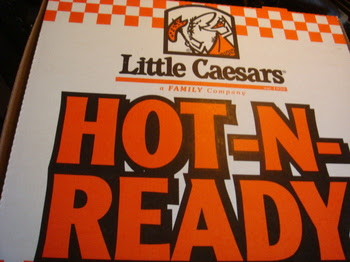 Little Caesars®
a FAMILY Company
HOT-N-
READY